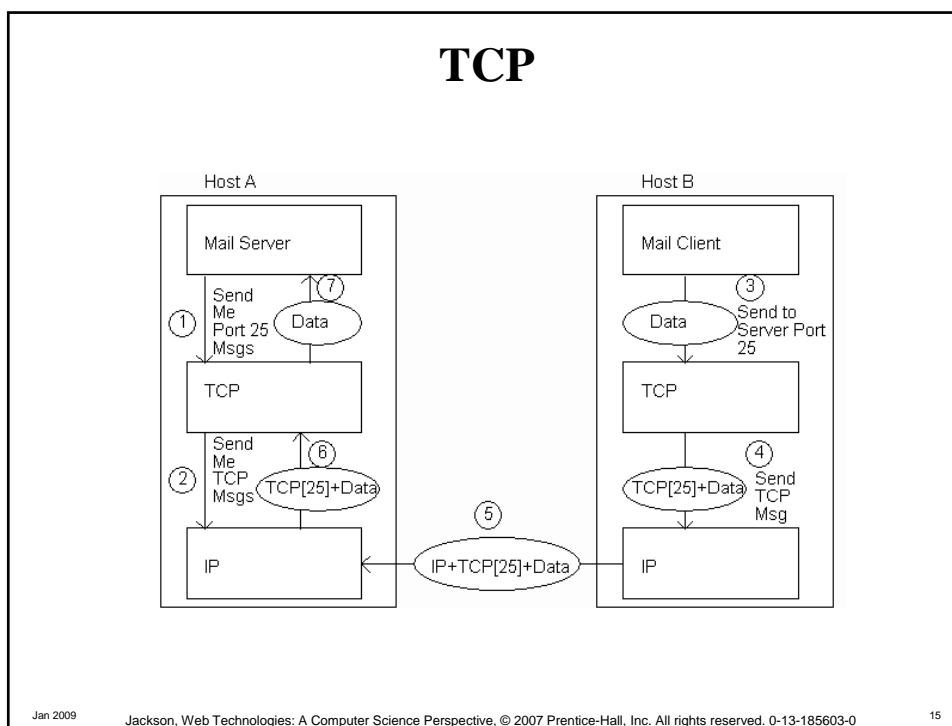 TCP
Host A
Host B
Mail Server
Mail Client
1
Send
Me
Port 25
Msgs
7
Data
Data
3
Send to
Server Port
25
TCP
TCP
2
Send
Me
TCP
Msgs
6
TCP[25]+Data
TCP[25]+Data
4
Send
TCP
Msg
5
IP
IP+TCP[25]+Data
IP
Jan 2009
Jackson, Web Technologies: A Computer Science Perspective, © 2007 Prentice-Hall, Inc. All rights reserved. 0-13-185603-0
15